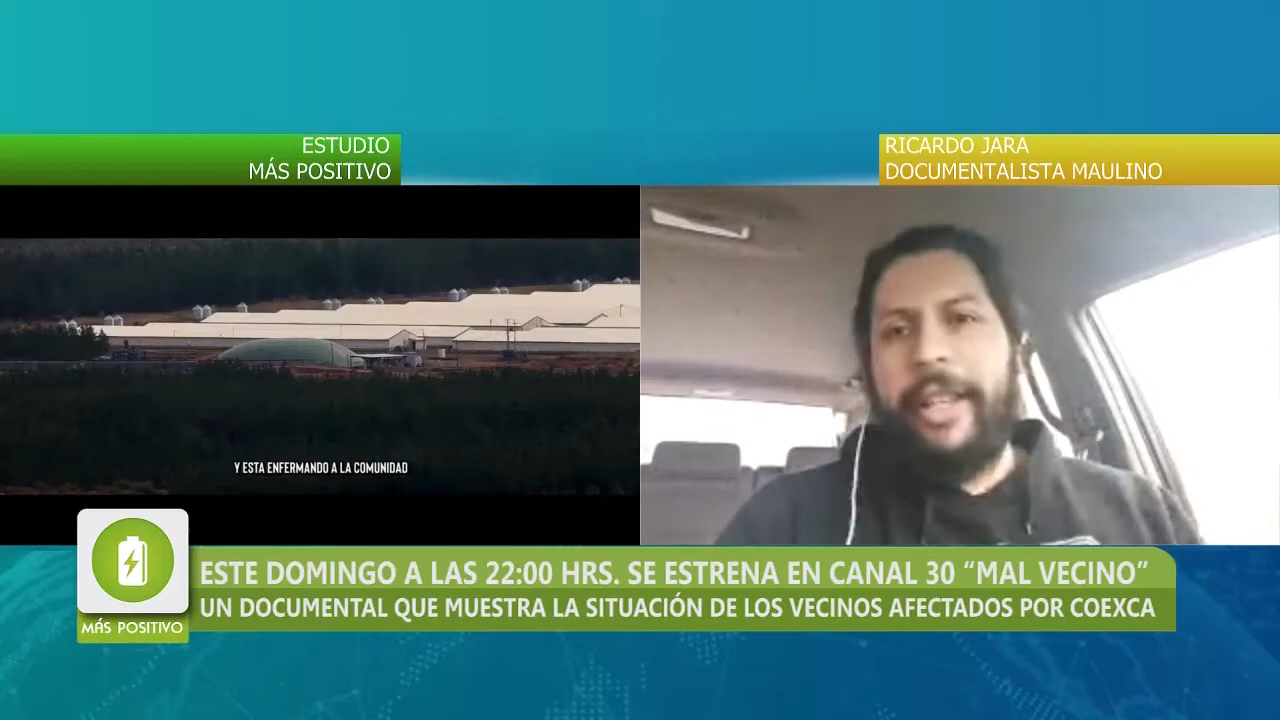 ESTUDIO
MÁS POSITIVO
RICARDO JARA
DOCUMENTALISTA MAULINO
Y ESTA ENFERMANDO A LA COMUNIDAD
ESTE DOMINGO A LAS 22:00 HRS. SE ESTRENA EN CANAL 30 “MAL VECINO”
UN DOCUMENTAL QUE MUESTRA LA SITUACIÓN DE LOS VECINOS AFECTADOS POR COEXCA
MÁS POSITIVO